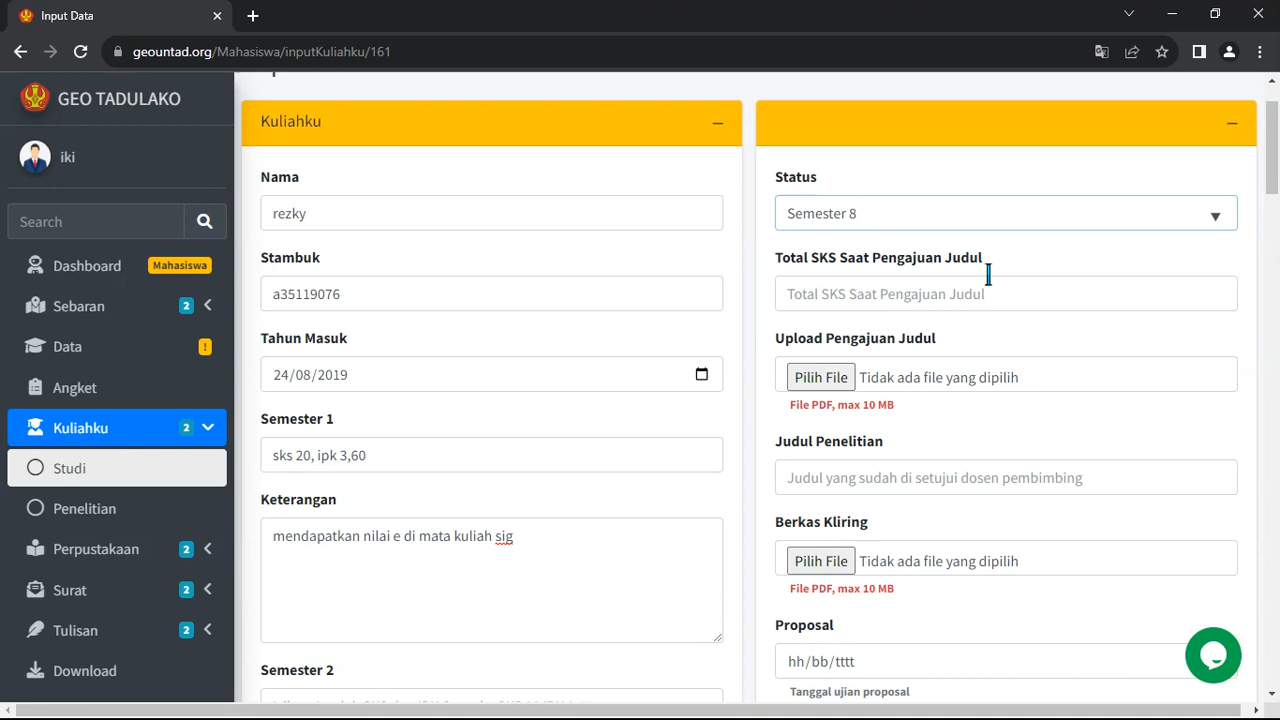 Input Data
geountad.org/Mahasiswa/inputKuliahku/161
GEO TADULAKO
iki
Search
Dashboard Mahasiswa
Sebaran 2
Data !
Angket
Kuliahku 2
Studi
Penelitian
Perpustakaan 2
Surat 2
Tulisan 2
Download
Kuliahku
Nama
rezky
Stambuk
a35119076
Tahun Masuk
24/08/2019
Semester 1
sks 20, ipk 3,60
Keterangan
mendapatkan nilai e di mata kuliah sig
Semester 2
Status
Semester 8
Total SKS Saat Pengajuan Judul
Total SKS Saat Pengajuan Judul
Upload Pengajuan Judul
Pilih File Tidak ada file yang dipilih
File PDF, max 10 MB
Judul Penelitian
Judul yang sudah di setujui dosen pembimbing
Berkas Kliring
Pilih File Tidak ada file yang dipilih
File PDF, max 10 MB
Proposal
hh/bb/tttt
Tanggal ujian proposal